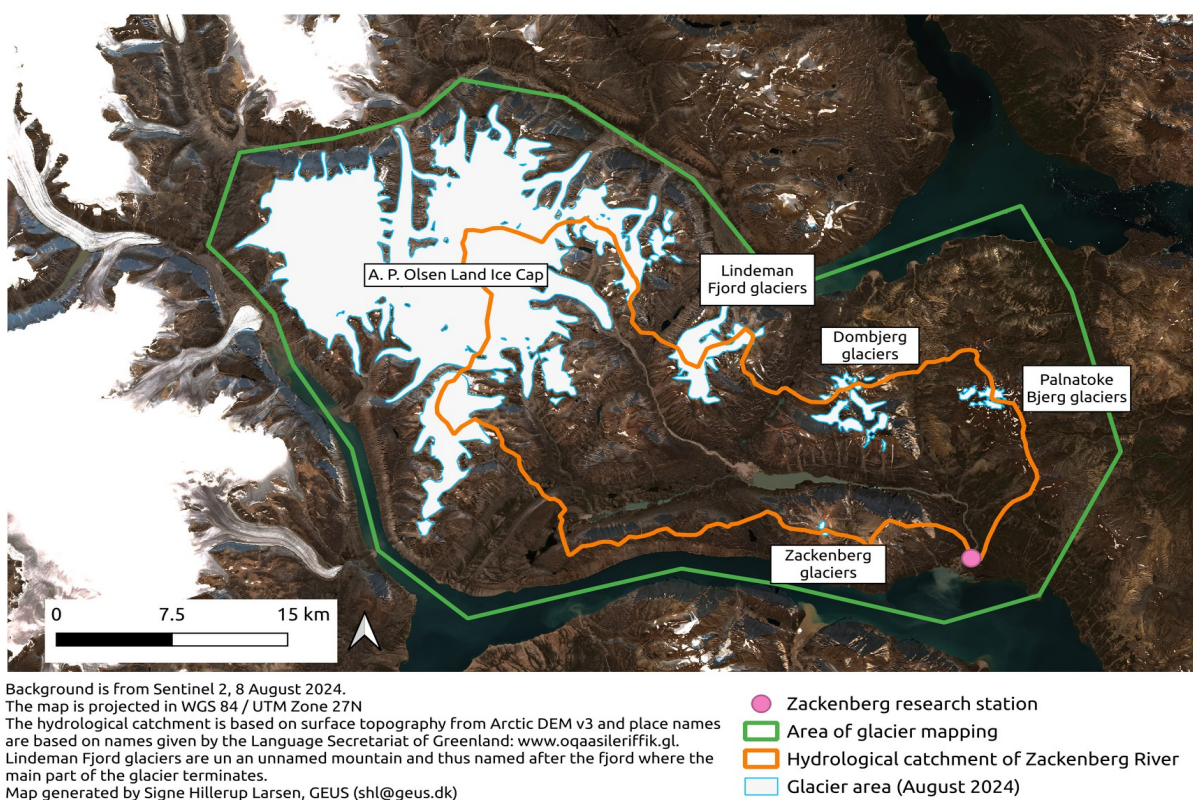 A. P. Olsen Land Ice Cap
Lindeman
Fjord glaciers
Dombjerg
glaciers
Palnatoke
Bjerg glaciers
Zackenberg
glaciers
0 7.5 15 km
Background is from Sentinel 2, 8 August 2024.
The map is projected in WGS 84 / UTM Zone 27N
The hydrological catchment is based on surface topography from Arctic DEM v3 and place names
are based on names given by the Language Secretariat of Greenland: www.oqaasileriffik.gl.
Lindeman Fjord glaciers are un an unnamed mountain and thus named after the fjord where the
main part of the glacier terminates.
Map generated by Signe Hillerup Larsen, GEUS (shl@geus.dk)
Zackenberg research station
Area of glacier mapping
Hydrological catchment of Zackenberg River
Glacier area (August 2024)